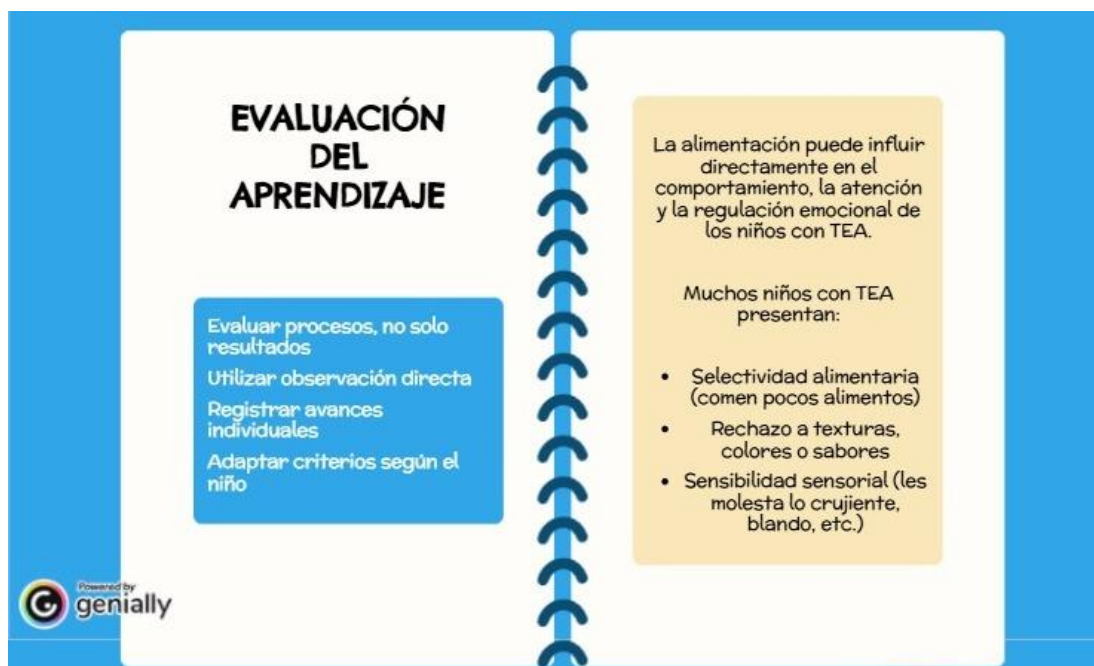 EVALUACIÓN
DEL
APRENDIZAJE
Evaluar procesos, no solo
resultados
Utilizar observación directa
Registrar avances
individuales
Adaptar criterios según el
niño
La alimentación puede influir
directamente en el
comportamiento, la atención
y la regulación emocional de
los niños con TEA.
Muchos niños con TEA
presentan:
• Selectividad alimentaria
(comen pocos alimentos)
• Rechazo a texturas,
colores o sabores
• Sensibilidad sensorial (les
molesta lo crujiente,
blando, etc.)
Powered by
genially